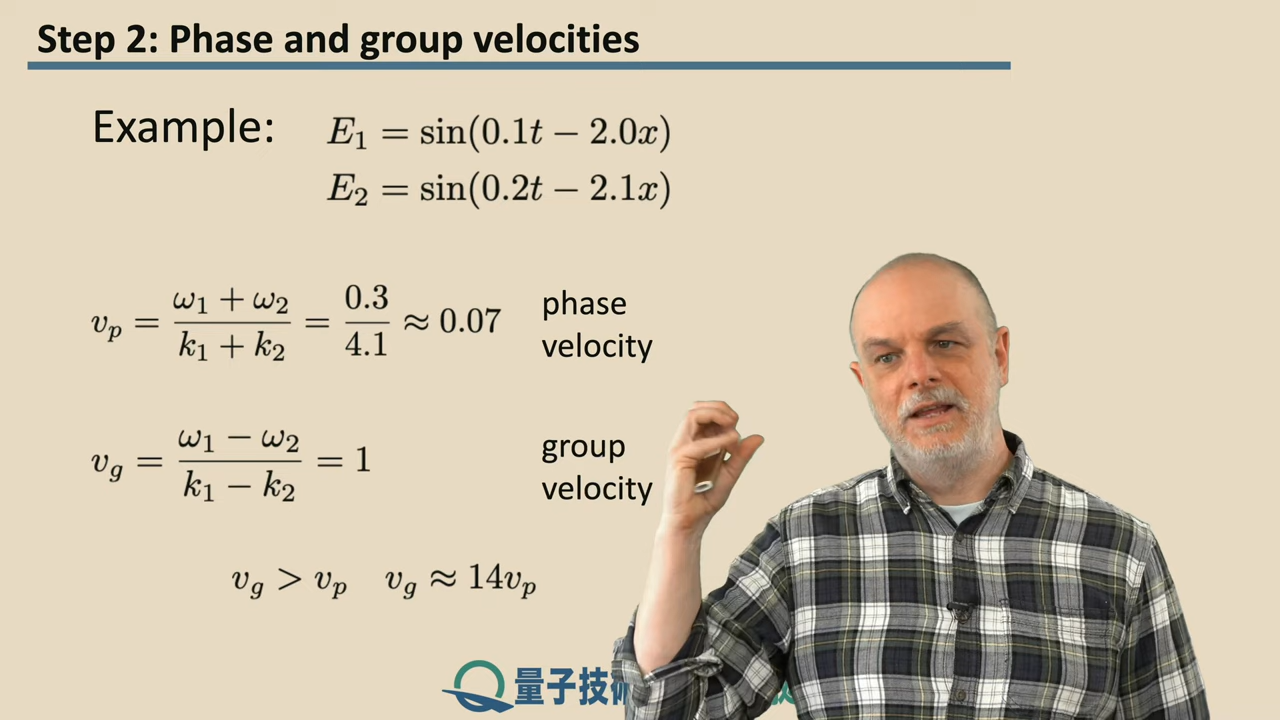 Step 2: Phase and group velocities
Example: E₁ = sin(0.1t − 2.0x)
E₂ = sin(0.2t − 2.1x)
v_p = (ω₁ + ω₂)/(k₁ + k₂) = 0.3/4.1 ≈ 0.07 phase velocity
v_g = (ω₁ − ω₂)/(k₁ − k₂) = 1 group velocity
v_g > v_p v_g ≈ 14v_p
量子技